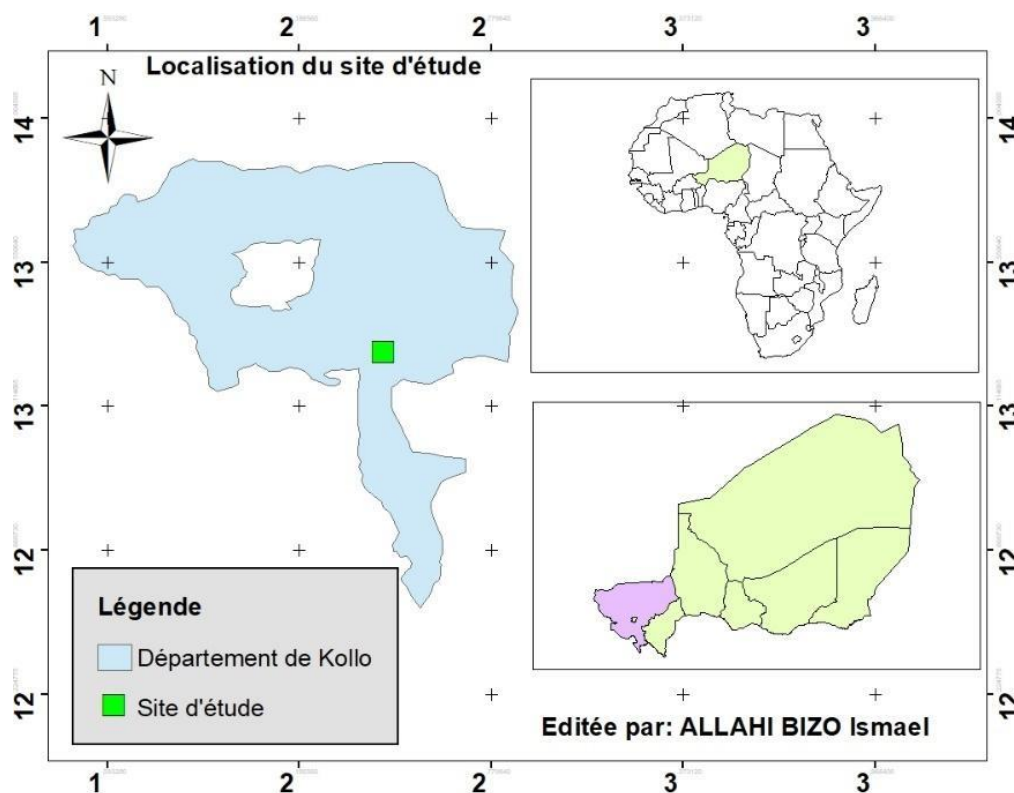 1 2 2 3 3
Localisation du site d'étude
N
14 14
13 13
13 13
12 12
12 12
Légende
Département de Kollo
Site d'étude
Editée par: ALLAHI BIZO Ismael
1 2 2 3 3